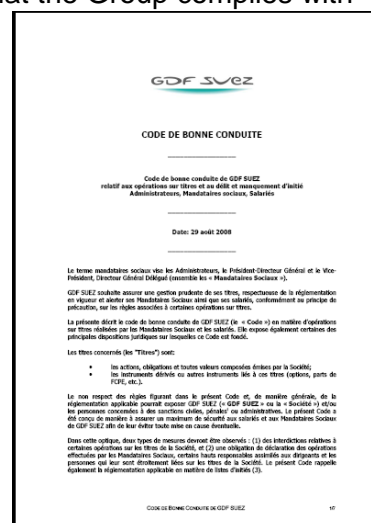 at the Group complies with
GDF SUEZ
CODE DE BONNE CONDUITE
Code de bonne conduite de GDF SUEZ
relatif aux opérations sur titres et au délit et manquement d'initié
Administrateurs, Mandataires sociaux, Salariés
Date: 29 août 2008
Le terme mandataires sociaux vise les Administrateurs, le Président-Directeur Général et le Vice-
Président, Directeur Général Délégué (ensemble les « Mandataires Sociaux »).
GDF SUEZ souhaite assurer une gestion prudente de ses titres, respectueuse de la réglementation
en vigueur et alerter ses Mandataires Sociaux ainsi que ses salariés, conformément au principe de
précaution, sur les règles associées à certaines opérations sur titres.
La présente décrit le code de bonne conduite de GDF SUEZ (le « Code ») en matière d'opérations
sur titres réalisées par les Mandataires Sociaux et les salariés. Elle expose également certaines des
principales dispositions juridiques sur lesquelles ce Code est fondé.
Les titres concernés (les "Titres") sont:
• les actions, obligations et toutes valeurs composées émises par la Société;
• les instruments dérivés ou autres instruments liés à ces titres (options, parts de
FCPE, etc.).
Le non respect des règles figurant dans le présent Code et, de manière générale, de la
réglementation applicable pourrait exposer GDF SUEZ (« GDF SUEZ » ou la « Société ») et/ou
les personnes concernées à des sanctions civiles, pénales ou administratives. Le présent Code a
été conçu de manière à assurer un maximum de sécurité aux salariés et aux Mandataires Sociaux
de GDF SUEZ afin de leur éviter toute mise en cause éventuelle.
Dans cette optique, deux types de mesures devront être observés : (1) des interdictions relatives à
certaines opérations sur les titres de la Société, et (2) une obligation de déclaration des opérations
effectuées par les Mandataires Sociaux, certains hauts responsables assimilés aux dirigeants et les
personnes qui leur sont étroitement liées sur les titres de la Société. Le présent Code rappelle
également la réglementation applicable en matière de listes d'initiés (3).
CODE DE BONNE CONDUITE DE GDF SUEZ